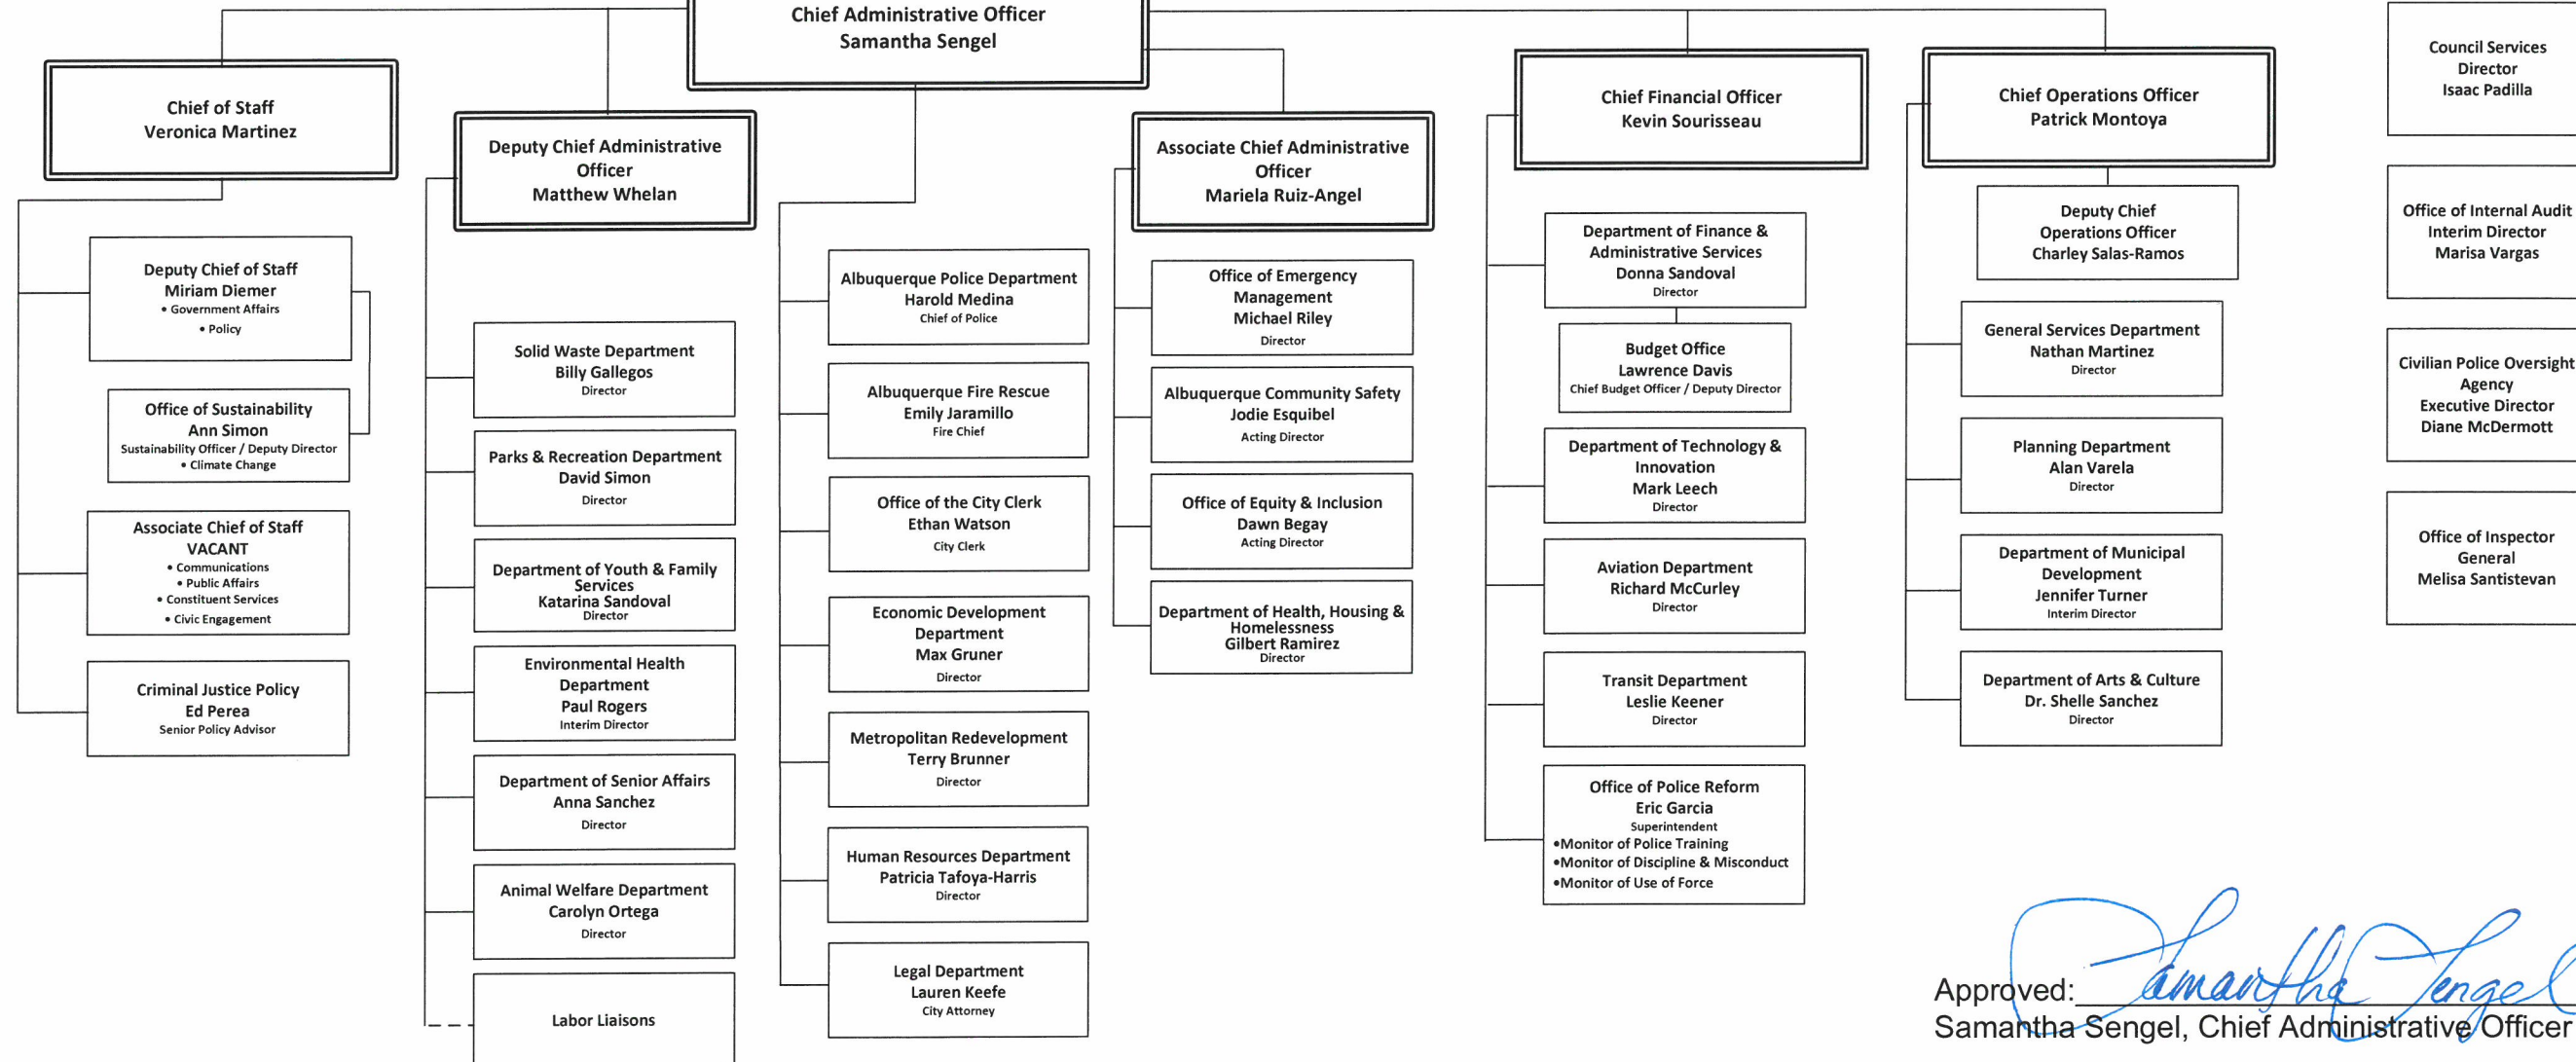 Chief Administrative Officer
Samantha Sengel
Chief of Staff
Veronica Martinez
Deputy Chief of Staff
Miriam Diemer
• Government Affairs
• Policy
Office of Sustainability
Ann Simon
Sustainability Officer / Deputy Director
• Climate Change
Associate Chief of Staff
VACANT
• Communications
• Public Affairs
• Constituent Services
• Civic Engagement
Criminal Justice Policy
Ed Perea
Senior Policy Advisor
Deputy Chief Administrative
Officer
Matthew Whelan
Solid Waste Department
Billy Gallegos
Director
Parks & Recreation Department
David Simon
Director
Department of Youth & Family
Services
Katarina Sandoval
Director
Environmental Health
Department
Paul Rogers
Interim Director
Department of Senior Affairs
Anna Sanchez
Director
Animal Welfare Department
Carolyn Ortega
Director
Labor Liaisons
Albuquerque Police Department
Harold Medina
Chief of Police
Albuquerque Fire Rescue
Emily Jaramillo
Fire Chief
Office of the City Clerk
Ethan Watson
City Clerk
Economic Development
Department
Max Gruner
Director
Metropolitan Redevelopment
Terry Brunner
Director
Human Resources Department
Patricia Tafoya-Harris
Director
Legal Department
Lauren Keefe
City Attorney
Associate Chief Administrative
Officer
Mariela Ruiz-Angel
Office of Emergency
Management
Michael Riley
Director
Albuquerque Community Safety
Jodie Esquibel
Acting Director
Office of Equity & Inclusion
Dawn Begay
Acting Director
Department of Health, Housing &
Homelessness
Gilbert Ramirez
Director
Chief Financial Officer
Kevin Sourisseau
Department of Finance &
Administrative Services
Donna Sandoval
Director
Budget Office
Lawrence Davis
Chief Budget Officer / Deputy Director
Department of Technology &
Innovation
Mark Leech
Director
Aviation Department
Richard McCurley
Director
Transit Department
Leslie Keener
Director
Office of Police Reform
Eric Garcia
Superintendent
•Monitor of Police Training
•Monitor of Discipline & Misconduct
•Monitor of Use of Force
Chief Operations Officer
Patrick Montoya
Deputy Chief
Operations Officer
Charley Salas-Ramos
General Services Department
Nathan Martinez
Director
Planning Department
Alan Varela
Director
Department of Municipal
Development
Jennifer Turner
Interim Director
Department of Arts & Culture
Dr. Shelle Sanchez
Director
Council Services
Director
Isaac Padilla
Office of Internal Audit
Interim Director
Marisa Vargas
Civilian Police Oversight
Agency
Executive Director
Diane McDermott
Office of Inspector
General
Melisa Santistevan
Approved: Samantha Sengel
Samantha Sengel, Chief Administrative Officer